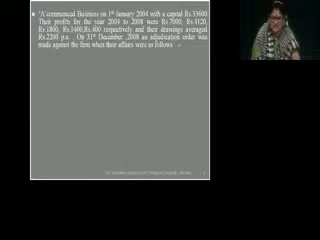 'A'commenced Business on 1st January 2004 with a capital Rs.33600
Their profits for the year 2004 to 2008 were Rs.7000, Rs.4120,
Rs.1800, Rs.1400,Rs.400 respectively and their drawings averaged
Rs.2200 p.a. On 31st December ,2008 an adjudication order was
made against the firm when their affairs were as follows :-